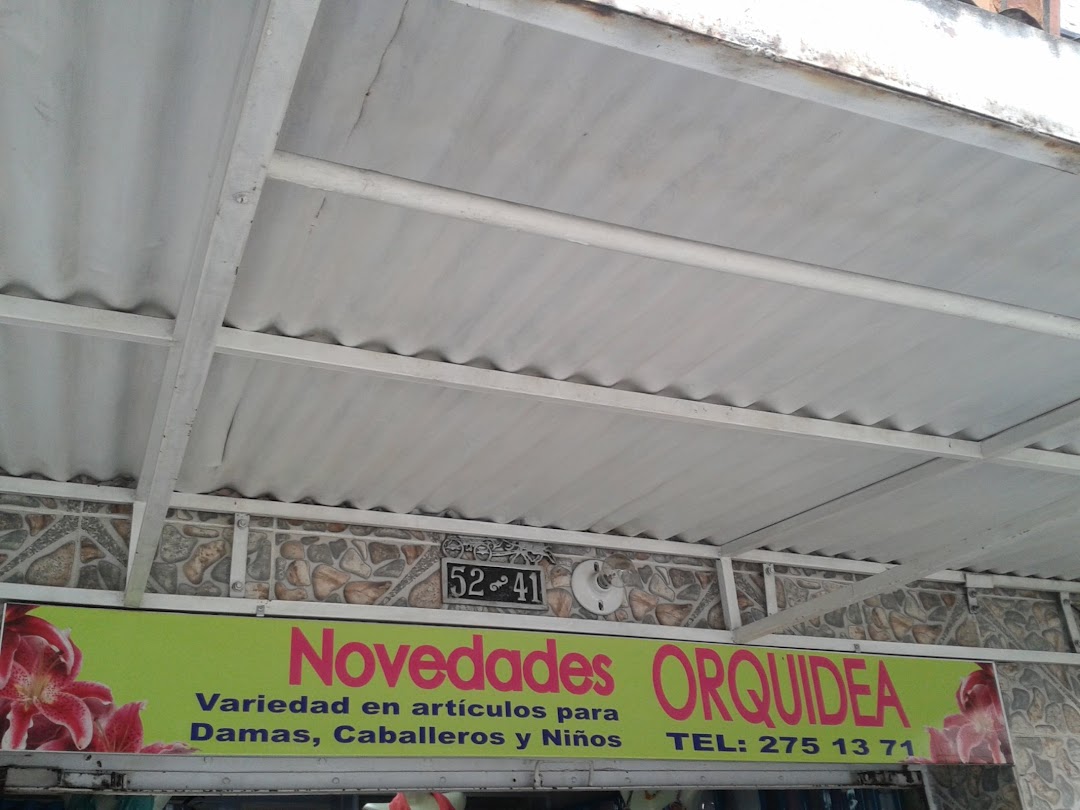 52 41
Novedades ORQUIDEA
Variedad en artículos para
Damas, Caballeros y Niños
TEL: 275 13 71